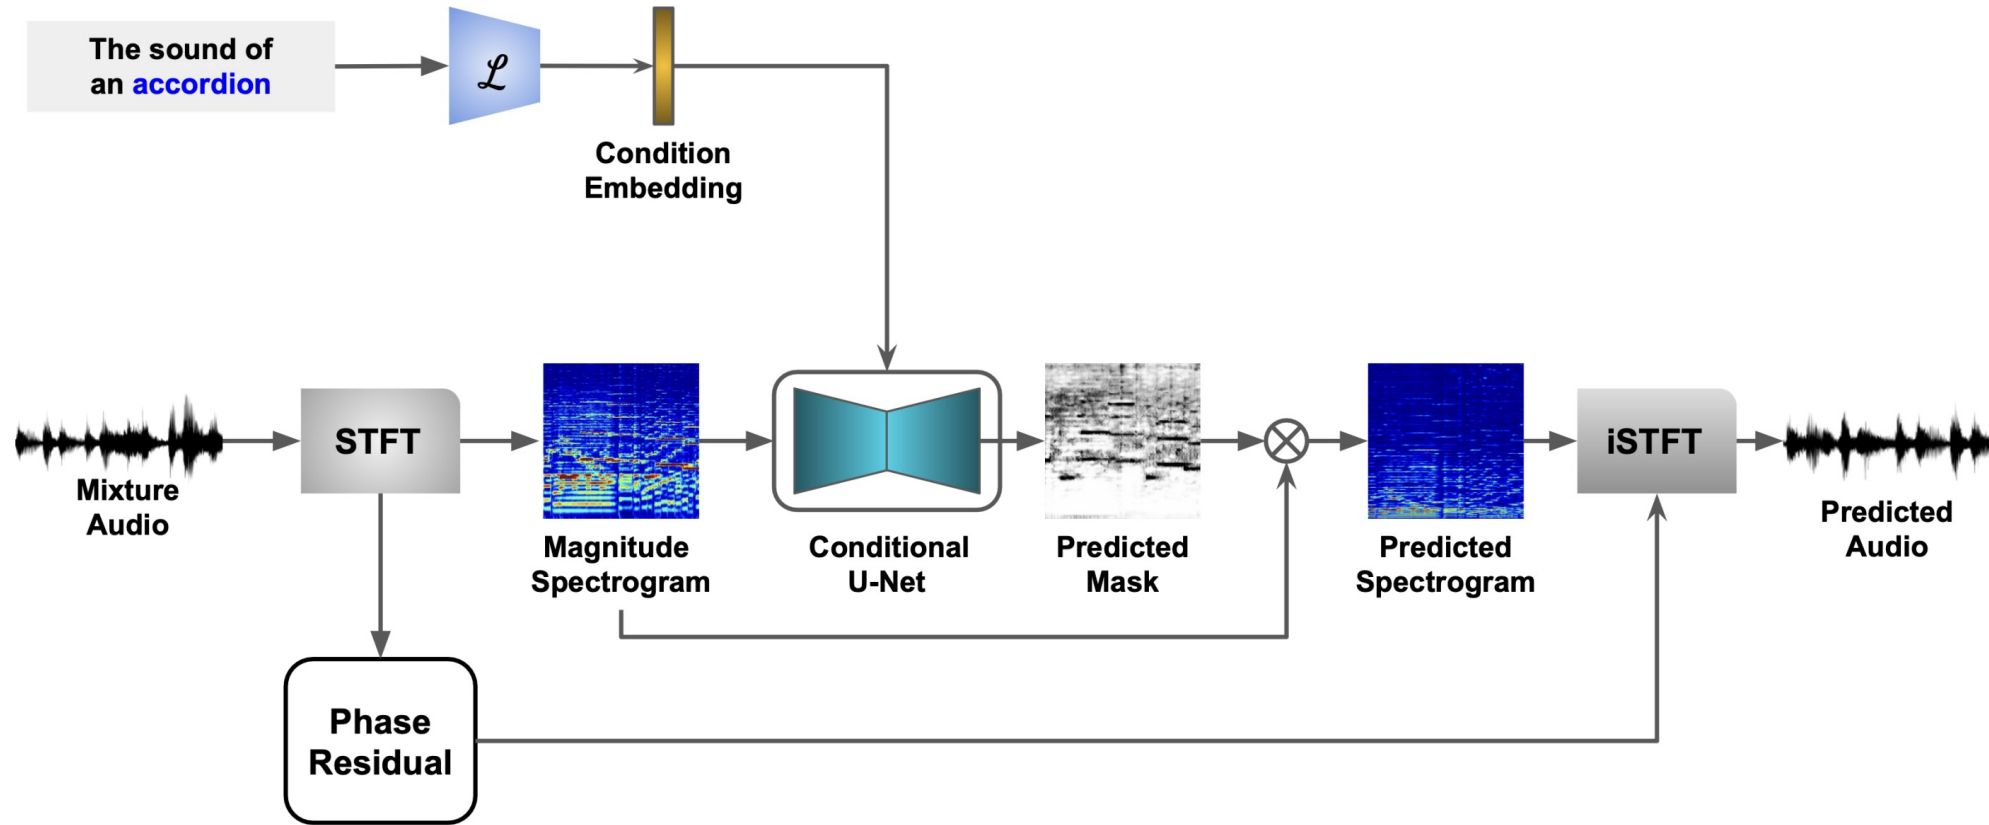 The sound of
an accordion
ℒ
Condition
Embedding
Mixture
Audio
STFT
Magnitude
Spectrogram
Conditional
U-Net
Predicted
Mask
Predicted
Spectrogram
iSTFT
Predicted
Audio
Phase
Residual